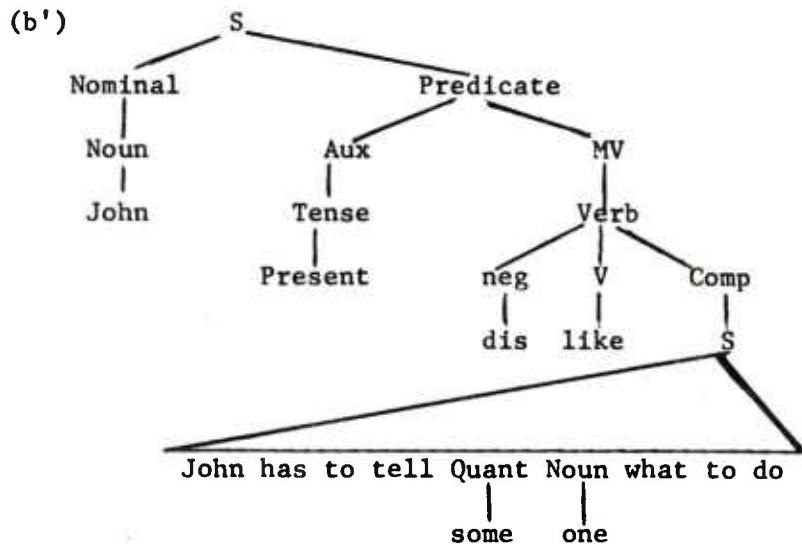 (b') S
Nominal Predicate
Noun Aux MV
John Tense Verb
Present neg V Comp
dis like S
John has to tell Quant Noun what to do
some one